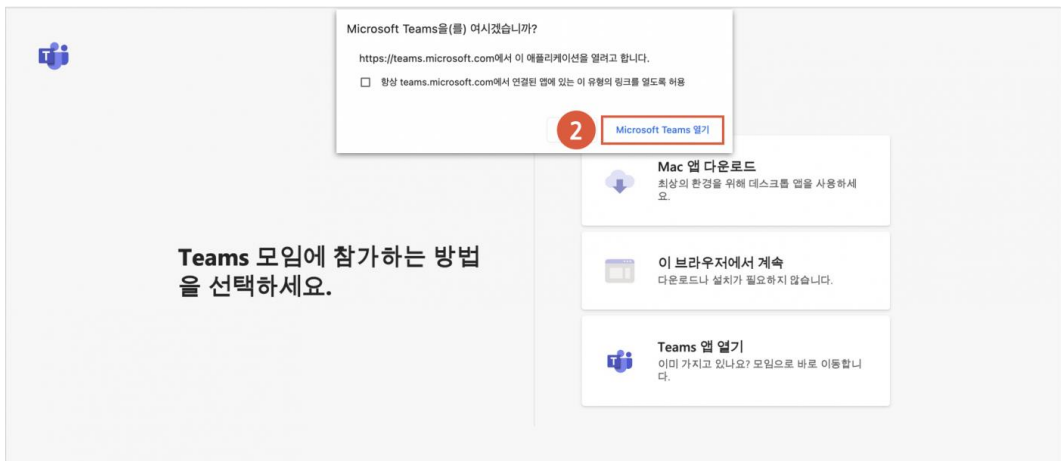 Microsoft Teams을(를) 여시겠습니까?
https://teams.microsoft.com에서 이 애플리케이션을 열려고 합니다.
항상 teams.microsoft.com에서 연결된 앱에 있는 이 유형의 링크를 열도록 허용
2
Microsoft Teams 열기
Teams 모임에 참가하는 방법
을 선택하세요.
Mac 앱 다운로드
최상의 환경을 위해 데스크톱 앱을 사용하세
요.
이 브라우저에서 계속
다운로드나 설치가 필요하지 않습니다.
Teams 앱 열기
이미 가지고 있나요? 모임으로 바로 이동합니
다.